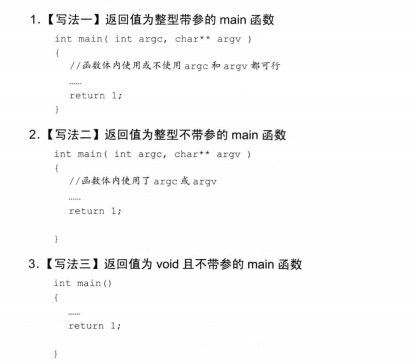 1.【写法一】返回值为整型带参的 main 函数
int main( int argc, char** argv )
{
//函数体内使用或不使用 argc 和 argv 都可行
……
return 1;
}
2.【写法二】返回值为整型不带参的 main 函数
int main( int argc, char** argv )
{
//函数体内使用了 argc 或 argv
……
return 1;
}
3.【写法三】返回值为 void 且不带参的 main 函数
int main()
{
……
return 1;
}